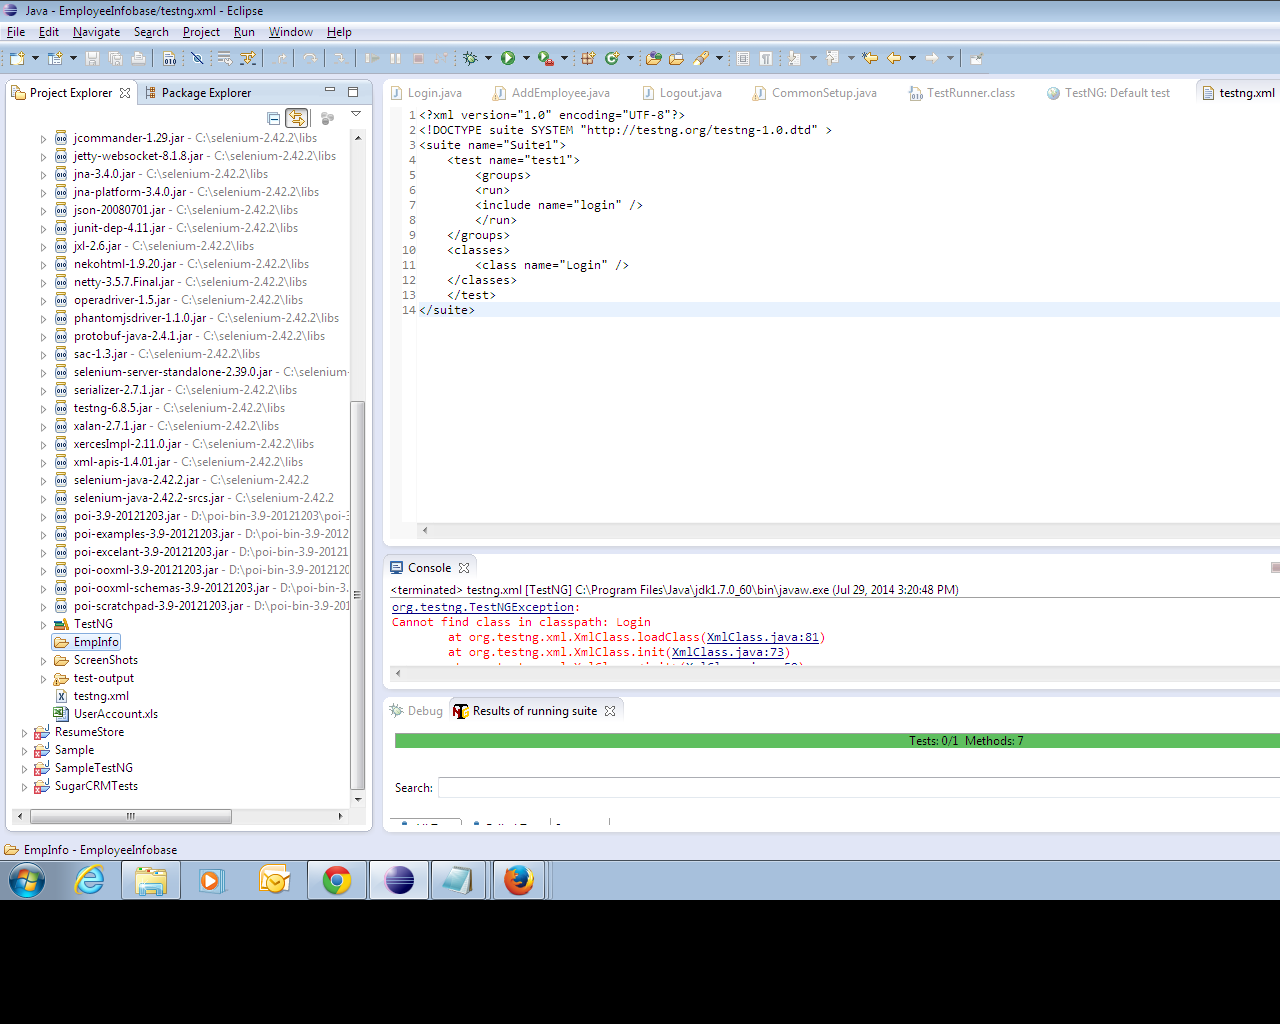 Java - EmployeeInfobase/testng.xml - Eclipse
File Edit Navigate Search Project Run Window Help
Project Explorer Package Explorer
jcommander-1.29.jar - C:\selenium-2.42.2\libs
jetty-websocket-8.1.8.jar - C:\selenium-2.42.2\libs
jna-3.4.0.jar - C:\selenium-2.42.2\libs
jna-platform-3.4.0.jar - C:\selenium-2.42.2\libs
json-20080701.jar - C:\selenium-2.42.2\libs
junit-dep-4.11.jar - C:\selenium-2.42.2\libs
jxl-2.6.jar - C:\selenium-2.42.2\libs
nekohtml-1.9.20.jar - C:\selenium-2.42.2\libs
netty-3.5.7.Final.jar - C:\selenium-2.42.2\libs
operadriver-1.5.jar - C:\selenium-2.42.2\libs
phantomjsdriver-1.1.0.jar - C:\selenium-2.42.2\libs
protobuf-java-2.4.1.jar - C:\selenium-2.42.2\libs
sac-1.3.jar - C:\selenium-2.42.2\libs
selenium-server-standalone-2.39.0.jar - C:\selenium-
serializer-2.7.1.jar - C:\selenium-2.42.2\libs
testng-6.8.5.jar - C:\selenium-2.42.2\libs
xalan-2.7.1.jar - C:\selenium-2.42.2\libs
xercesImpl-2.11.0.jar - C:\selenium-2.42.2\libs
xml-apis-1.4.01.jar - C:\selenium-2.42.2\libs
selenium-java-2.42.2.jar - C:\selenium-2.42.2
selenium-java-2.42.2-srcs.jar - C:\selenium-2.42.2
poi-3.9-20121203.jar - D:\poi-bin-3.9-20121203\poi-3
poi-examples-3.9-20121203.jar - D:\poi-bin-3.9-2012
poi-excelant-3.9-20121203.jar - D:\poi-bin-3.9-20121
poi-ooxml-3.9-20121203.jar - D:\poi-bin-3.9-2012120
poi-ooxml-schemas-3.9-20121203.jar - D:\poi-bin-3.
poi-scratchpad-3.9-20121203.jar - D:\poi-bin-3.9-201
TestNG
EmpInfo
ScreenShots
test-output
testng.xml
UserAccount.xls
ResumeStore
Sample
SampleTestNG
SugarCRMTests
Login.java AddEmployee.java Logout.java CommonSetup.java TestRunner.class TestNG: Default test testng.xml
1 <?xml version="1.0" encoding="UTF-8"?>
2 <!DOCTYPE suite SYSTEM "http://testng.org/testng-1.0.dtd" >
3 <suite name="Suite1">
4 <test name="test1">
5 <groups>
6 <run>
7 <include name="login" />
8 </run>
9 </groups>
10 <classes>
11 <class name="Login" />
12 </classes>
13 </test>
14 </suite>
Console
<terminated> testng.xml [TestNG] C:\Program Files\Java\jdk1.7.0_60\bin\javaw.exe (Jul 29, 2014 3:20:48 PM)
org.testng.TestNGException:
Cannot find class in classpath: Login
at org.testng.xml.XmlClass.loadClass(XmlClass.java:81)
at org.testng.xml.XmlClass.init(XmlClass.java:73)
Debug Results of running suite
Tests: 0/1 Methods: 7
Search:
EmpInfo - EmployeeInfobase